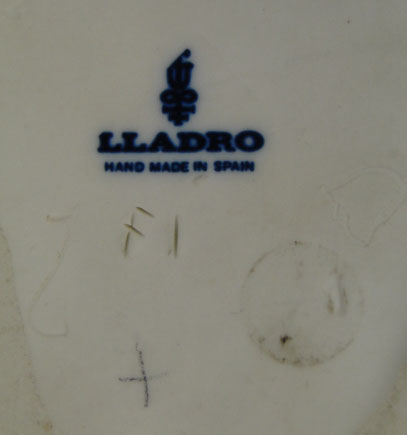 LLADRO
HAND MADE IN SPAIN
F1